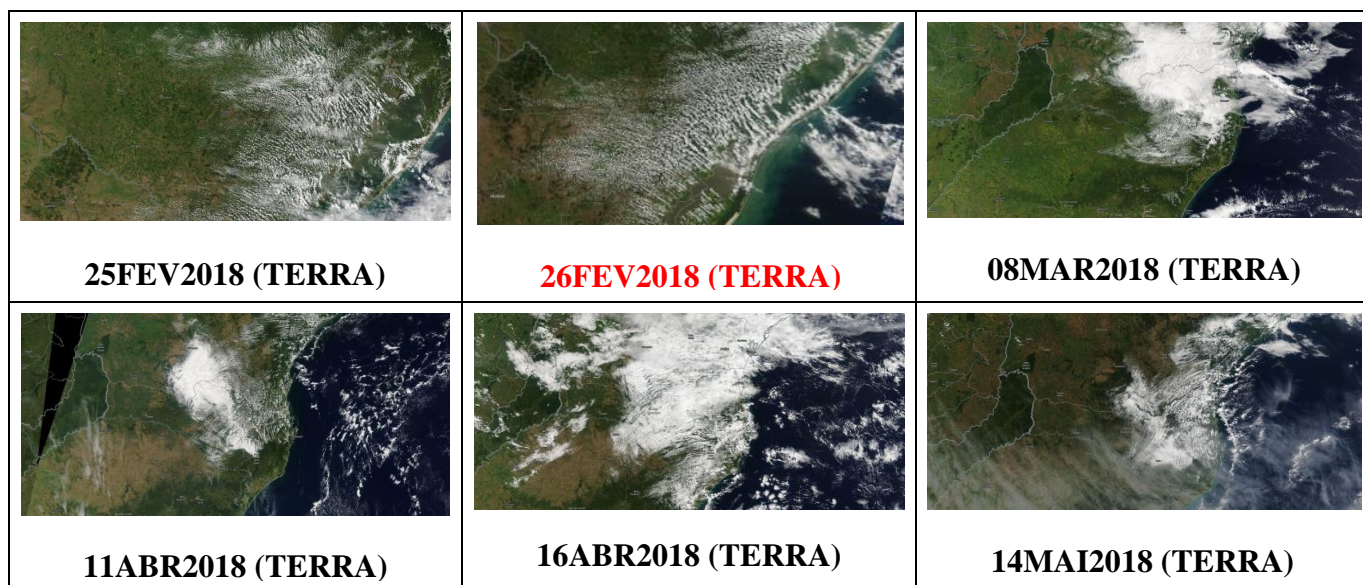 25FEV2018 (TERRA)
26FEV2018 (TERRA)
08MAR2018 (TERRA)
11ABR2018 (TERRA)
16ABR2018 (TERRA)
14MAI2018 (TERRA)